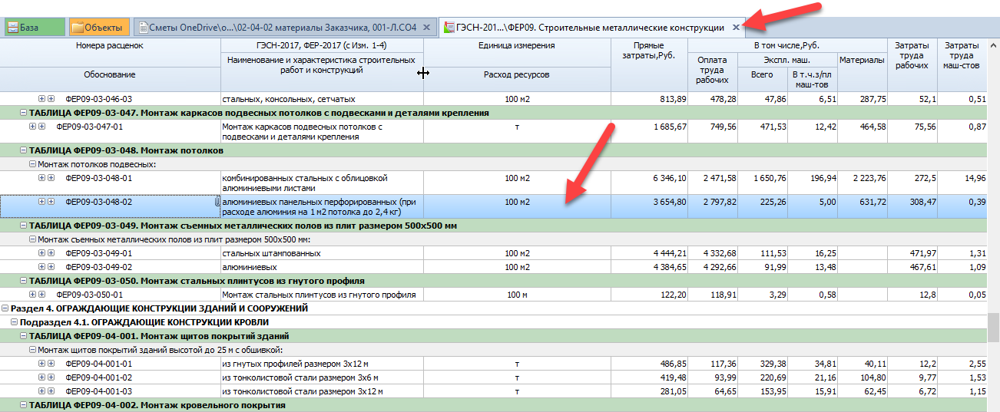 База Объекты Сметы OneDrive\о...\02-04-02 материалы Заказчика, 001-Л.СО4 ГЭСН-201...\ФЕР09. Строительные металлические конструкции
Номера расценок ГЭСН-2017, ФЕР-2017 (с Изм. 1-4) Единица измерения Прямые затраты,Руб. В том числе,Руб. Затраты труда рабочих Затраты труда маш-стов
Обоснование Наименование и характеристика строительных работ и конструкций Расход ресурсов Оплата труда рабочих Экспл. маш. Материалы
Всего В т.ч.з/пл маш-тов
ФЕР09-03-046-03 стальных, консольных, сетчатых 100 м2 813,89 478,28 47,86 6,51 287,75 52,1 0,51
ТАБЛИЦА ФЕР09-03-047. Монтаж каркасов подвесных потолков с подвесками и деталями крепления
ФЕР09-03-047-01 Монтаж каркасов подвесных потолков с т 1 685,67 749,56 471,53 12,42 464,58 75,56 0,87
подвесками и деталями крепления
ТАБЛИЦА ФЕР09-03-048. Монтаж потолков
Монтаж потолков подвесных:
ФЕР09-03-048-01 комбинированных стальных с облицовкой 100 м2 6 346,10 2 471,58 1 650,76 196,94 2 223,76 272,5 14,96
алюминиевыми листами
ФЕР09-03-048-02 алюминиевых панельных перфорированных (при 100 м2 3 654,80 2 797,82 225,26 5,00 631,72 308,47 0,39
расходе алюминия на 1 м2 потолка до 2,4 кг)
ТАБЛИЦА ФЕР09-03-049. Монтаж съемных металлических полов из плит размером 500х500 мм
Монтаж съемных металлических полов из плит размером 500х500 мм:
ФЕР09-03-049-01 стальных штампованных 100 м2 4 444,21 4 332,68 111,53 16,25 471,97 1,31
ФЕР09-03-049-02 алюминиевых 100 м2 4 384,65 4 292,66 91,99 13,48 467,61 1,09
ТАБЛИЦА ФЕР09-03-050. Монтаж стальных плинтусов из гнутого профиля
ФЕР09-03-050-01 Монтаж стальных плинтусов из гнутого профиля 100 м 122,20 118,91 3,29 0,58 12,8 0,05
Раздел 4. ОГРАЖДАЮЩИЕ КОНСТРУКЦИИ ЗДАНИЙ И СООРУЖЕНИЙ
Подраздел 4.1. ОГРАЖДАЮЩИЕ КОНСТРУКЦИИ КРОВЛИ
ТАБЛИЦА ФЕР09-04-001. Монтаж щитов покрытий зданий
Монтаж щитов покрытий зданий высотой до 25 м с обшивкой:
ФЕР09-04-001-01 из гнутых профилей размером 3х12 м т 486,85 117,36 329,38 34,81 40,11 12,2 2,55
ФЕР09-04-001-02 из тонколистовой стали размером 3х6 м т 419,48 93,99 220,69 21,16 104,80 9,77 1,53
ФЕР09-04-001-03 из тонколистовой стали размером 3х12 м т 281,05 64,65 153,95 15,91 62,45 6,72 1,15
ТАБЛИЦА ФЕР09-04-002. Монтаж кровельного покрытия